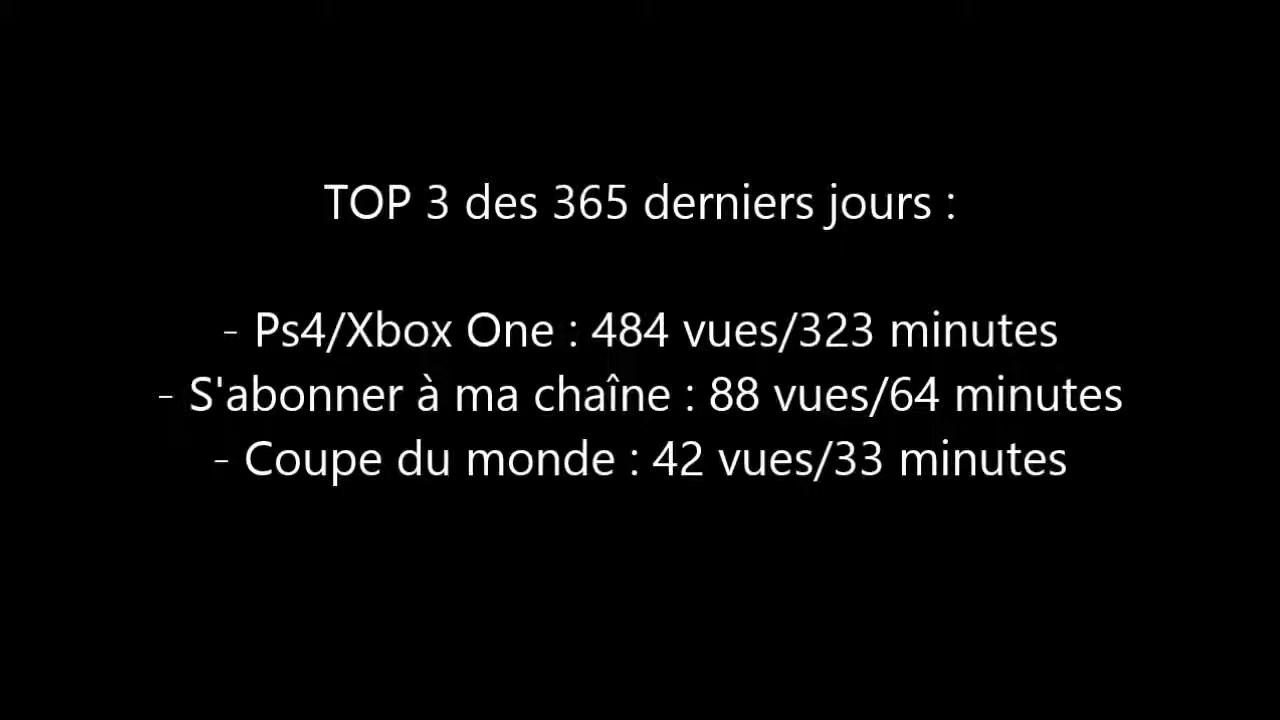 TOP 3 des 365 derniers jours :
- Ps4/Xbox One : 484 vues/323 minutes
- S'abonner à ma chaîne : 88 vues/64 minutes
- Coupe du monde : 42 vues/33 minutes